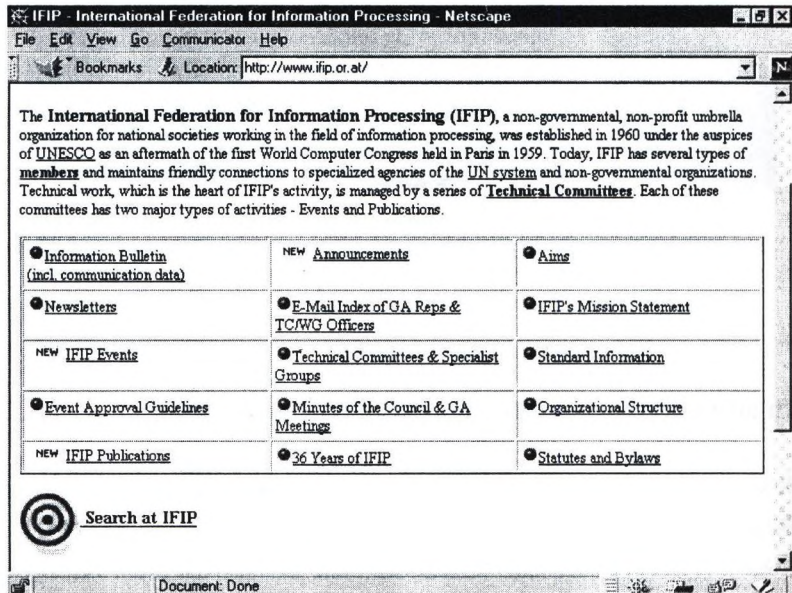 IFIP - International Federation for Information Processing - Netscape
File Edit View Go Communicator Help
Bookmarks Location: http://www.ifip.or.at/
N
The International Federation for Information Processing (IFIP), a non-governmental, non-profit umbrella
organization for national societies working in the field of information processing, was established in 1960 under the auspices
of UNESCO as an aftermath of the first World Computer Congress held in Paris in 1959. Today, IFIP has several types of
members and maintains friendly connections to specialized agencies of the UN system and non-governmental organizations.
Technical work, which is the heart of IFIP's activity, is managed by a series of Technical Committees. Each of these
committees has two major types of activities - Events and Publications.
Information Bulletin
(incl. communication data)
NEW Announcements
Aims
Newsletters
E-Mail Index of GA Reps &
TC/WG Officers
IFIP's Mission Statement
NEW IFIP Events
Technical Committees & Specialist
Groups
Standard Information
Event Approval Guidelines
Minutes of the Council & GA
Meetings
Organizational Structure
NEW IFIP Publications
36 Years of IFIP
Statutes and Bylaws
Search at IFIP
Document: Done